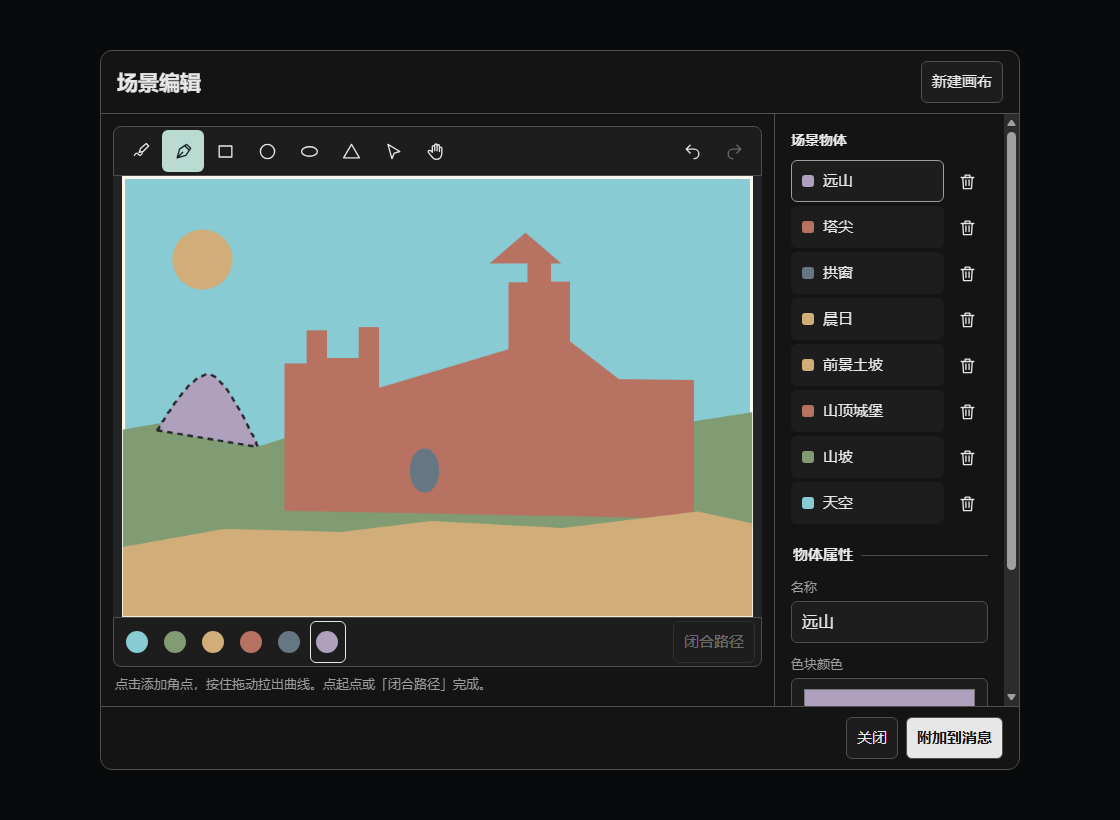 场景编辑
新建画布
场景物体
远山
塔尖
拱窗
晨日
前景土坡
山顶城堡
山坡
天空
物体属性
名称
远山
色块颜色
闭合路径
点击添加角点，按住拖动拉出曲线。点起点或「闭合路径」完成。
关闭
附加到消息